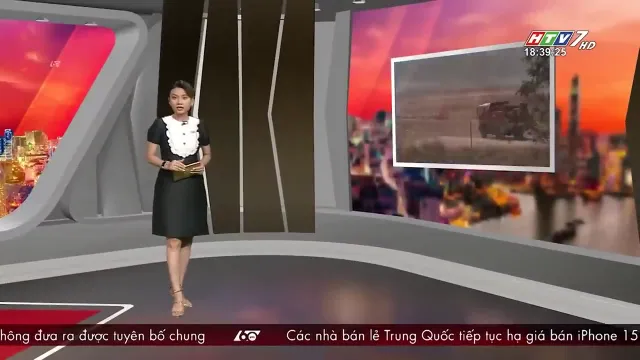 HTV7 HD
18:39:25
hông đưa ra được tuyên bố chung 60 Các nhà bán lẻ Trung Quốc tiếp tục hạ giá bán iPhone 15